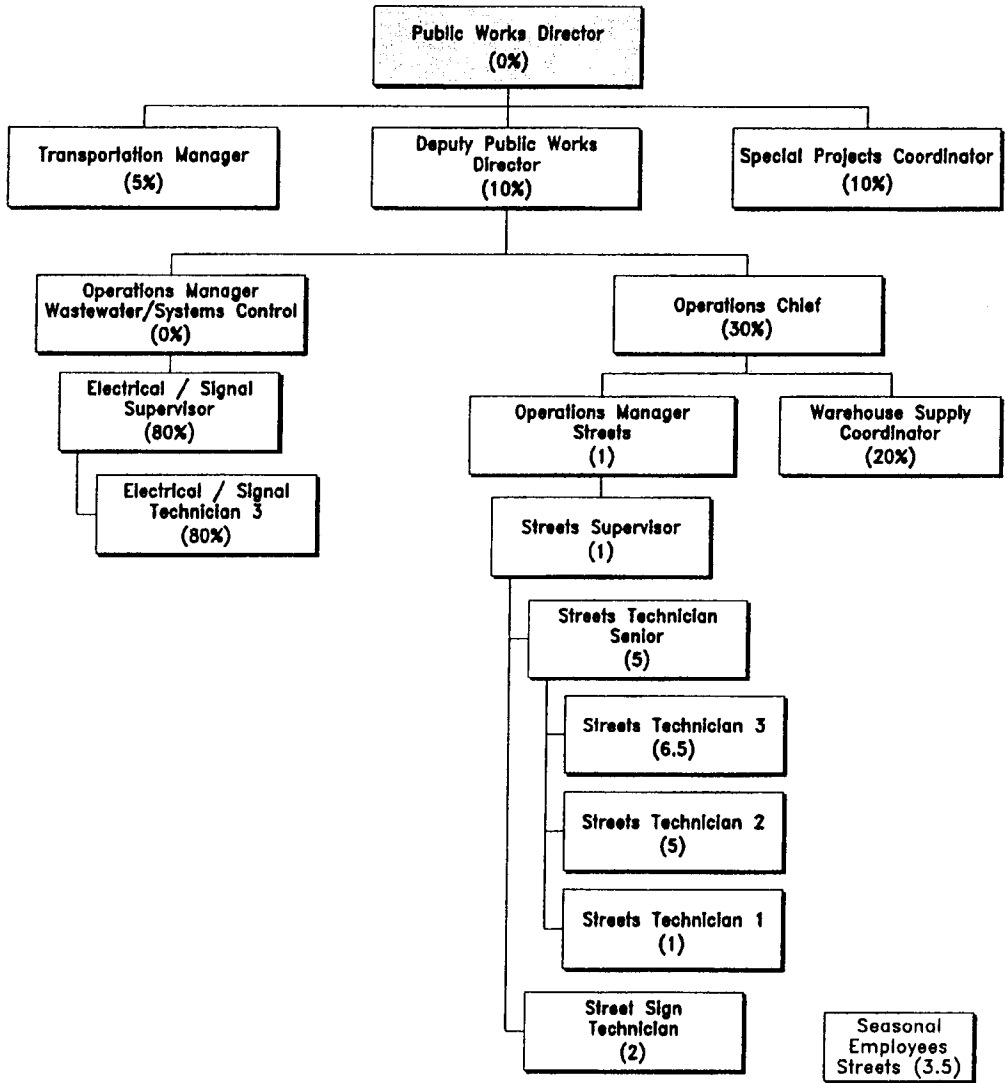 Public Works Director
(0%)
Transportation Manager
(5%)
Deputy Public Works
Director
(10%)
Special Projects Coordinator
(10%)
Operations Manager
Wastewater/Systems Control
(0%)
Operations Chief
(30%)
Electrical / Signal
Supervisor
(80%)
Electrical / Signal
Technician 3
(80%)
Operations Manager
Streets
(1)
Warehouse Supply
Coordinator
(20%)
Streets Supervisor
(1)
Streets Technician
Senior
(5)
Streets Technician 3
(6.5)
Streets Technician 2
(5)
Streets Technician 1
(1)
Street Sign
Technician
(2)
Seasonal
Employees
Streets (3.5)